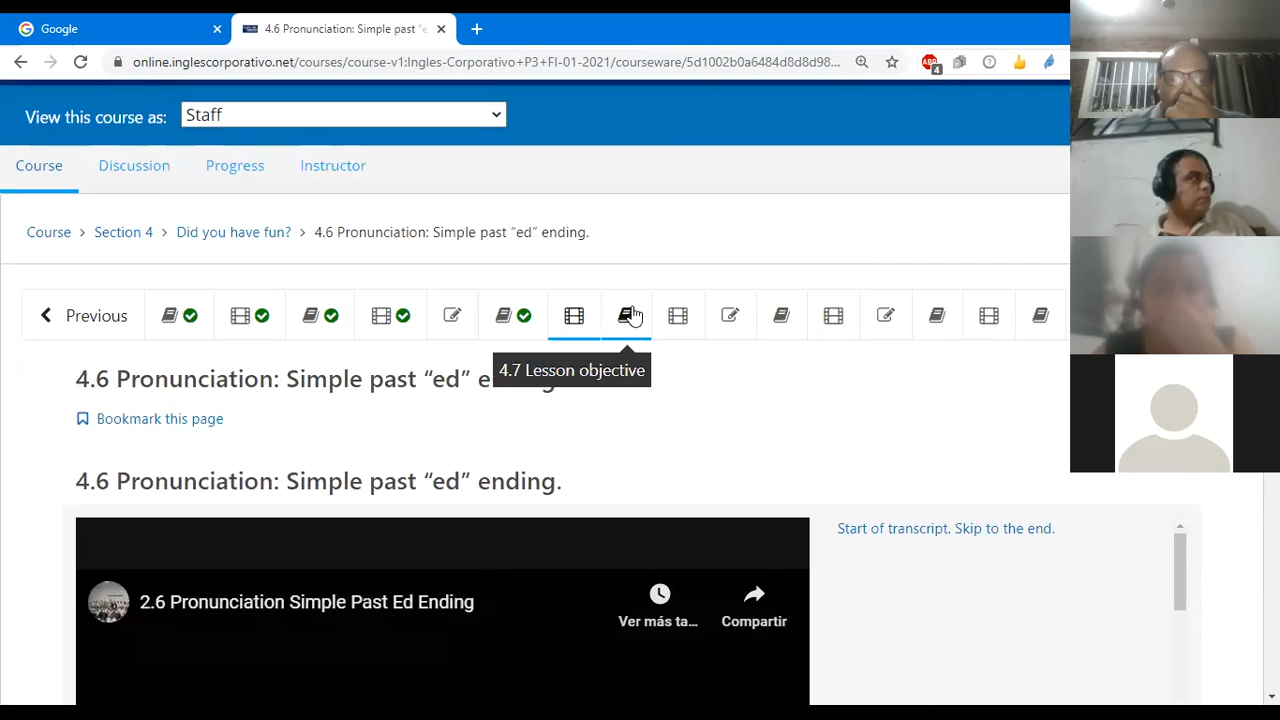 Google
4.6 Pronunciation: Simple past "e
online.inglescorporativo.net/courses/course-v1:Ingles-Corporativo+P3+FI-01-2021/courseware/5d1002b0a6484d8d8d98...
ABP
4
View this course as:
Staff
Course
Discussion
Progress
Instructor
Course > Section 4 > Did you have fun? > 4.6 Pronunciation: Simple past “ed” ending.
Previous
4.7 Lesson objective
4.6 Pronunciation: Simple past “ed” e
Bookmark this page
4.6 Pronunciation: Simple past “ed” ending.
Start of transcript. Skip to the end.
2.6 Pronunciation Simple Past Ed Ending
Ver más ta...
Compartir